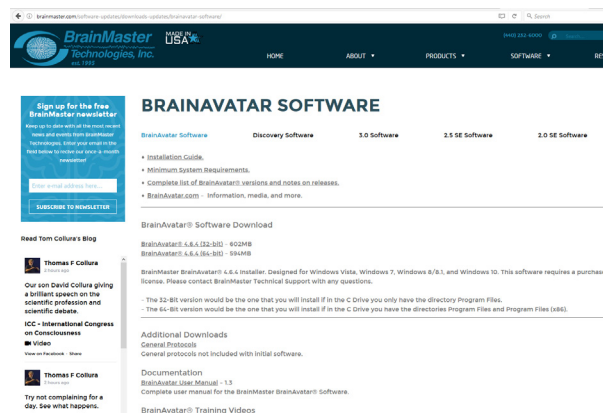 brainmaster.com/software-updates/downloads-updates/brainavatar-software/
Search
BrainMaster
Technologies, Inc.
est. 1995
MADE IN
USA
(440) 232-6000
HOME
ABOUT
PRODUCTS
SOFTWARE
RE
Sign up for the free
BrainMaster newsletter
Keep up to date with all the most recent
news and events from BrainMaster
Technologies. Enter your email in the
field below to recive our once-a-month
newsletter!
Enter e-mail address here...
SUBSCRIBE TO NEWSLETTER
Read Tom Collura's Blog
Thomas F Collura
2 hours ago
Our son David Collura giving
a brilliant speech on the
scientific profession and
scientific debate.
ICC - International Congress
on Consciousness
Video
View on Facebook · Share
Thomas F Collura
3 hours ago
Try not complaining for a
day. See what happens.
BRAINAVATAR SOFTWARE
BrainAvatar Software
Discovery Software
3.0 Software
2.5 SE Software
2.0 SE Software
• Installation Guide.
• Minimum System Requirements.
• Complete list of BrainAvatar® versions and notes on releases.
• BrainAvatar.com – Information, media, and more.
BrainAvatar® Software Download
BrainAvatar® 4.6.4 (32-bit) – 602MB
BrainAvatar® 4.6.4 (64-bit) – 594MB
BrainMaster BrainAvatar® 4.6.4 Installer. Designed for Windows Vista, Windows 7, Windows 8/8.1, and Windows 10. This software requires a purchas
license. Please contact BrainMaster Technical Support with any questions.
– The 32-Bit version would be the one that you will install if in the C Drive you only have the directory Program Files.
– The 64-Bit version would be the one that you will install if in the C Drive you have the directories Program Files and Program Files (x86).
Additional Downloads
General Protocols
General protocols not included with initial software.
Documentation
BrainAvatar User Manual – 1.5
Complete user manual for the BrainMaster BrainAvatar® Software.
BrainAvatar® Training Videos